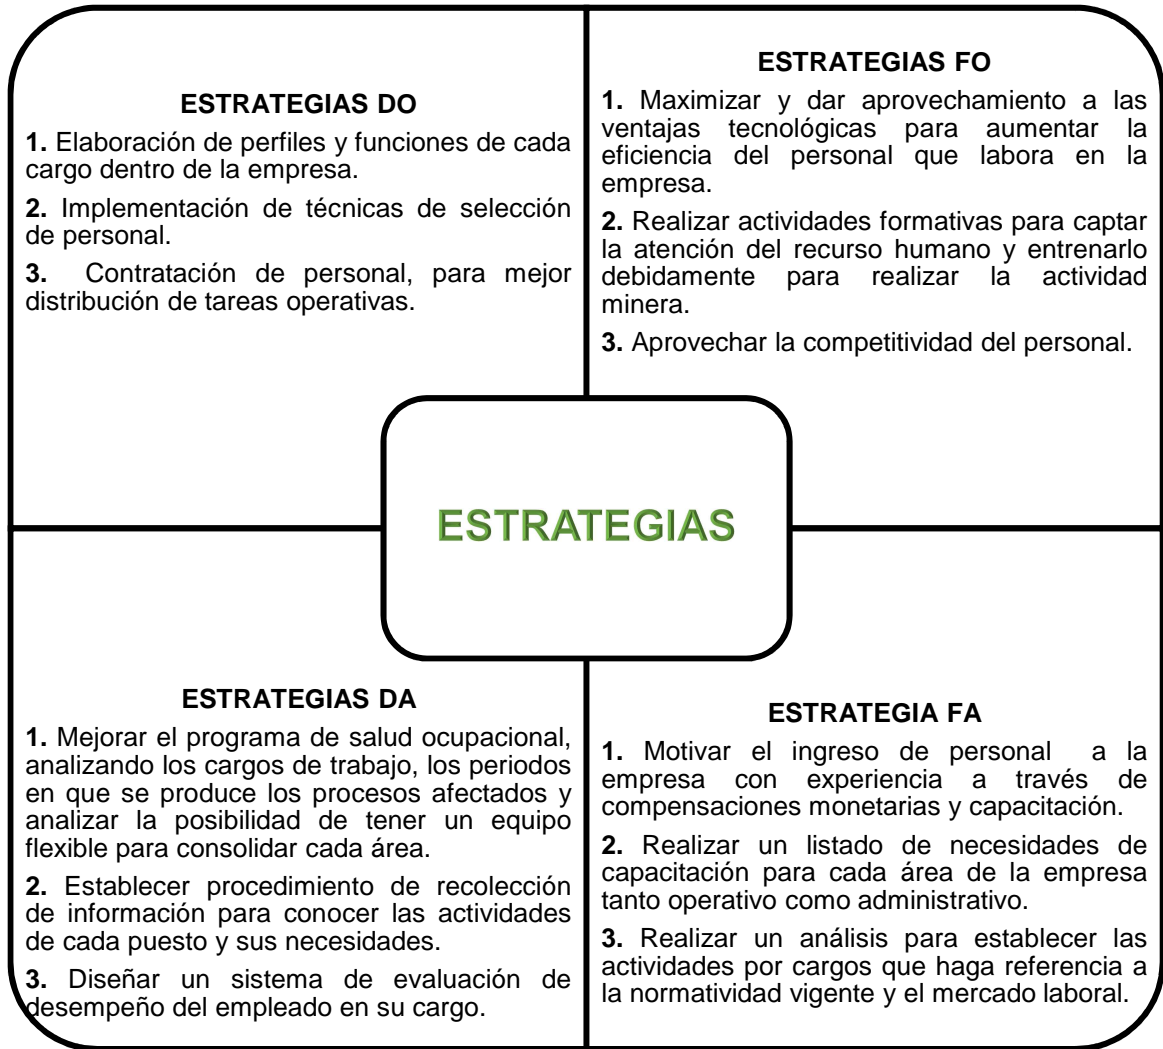 ESTRATEGIAS DO
1. Elaboración de perfiles y funciones de cada
cargo dentro de la empresa.
2. Implementación de técnicas de selección
de personal.
3. Contratación de personal, para mejor
distribución de tareas operativas.
ESTRATEGIAS FO
1. Maximizar y dar aprovechamiento a las
ventajas tecnológicas para aumentar la
eficiencia del personal que labora en la
empresa.
2. Realizar actividades formativas para captar
la atención del recurso humano y entrenarlo
debidamente para realizar la actividad
minera.
3. Aprovechar la competitividad del personal.
ESTRATEGIAS
ESTRATEGIAS DA
1. Mejorar el programa de salud ocupacional,
analizando los cargos de trabajo, los periodos
en que se produce los procesos afectados y
analizar la posibilidad de tener un equipo
flexible para consolidar cada área.
2. Establecer procedimiento de recolección
de información para conocer las actividades
de cada puesto y sus necesidades.
3. Diseñar un sistema de evaluación de
desempeño del empleado en su cargo.
ESTRATEGIA FA
1. Motivar el ingreso de personal a la
empresa con experiencia a través de
compensaciones monetarias y capacitación.
2. Realizar un listado de necesidades de
capacitación para cada área de la empresa
tanto operativo como administrativo.
3. Realizar un análisis para establecer las
actividades por cargos que haga referencia a
la normatividad vigente y el mercado laboral.